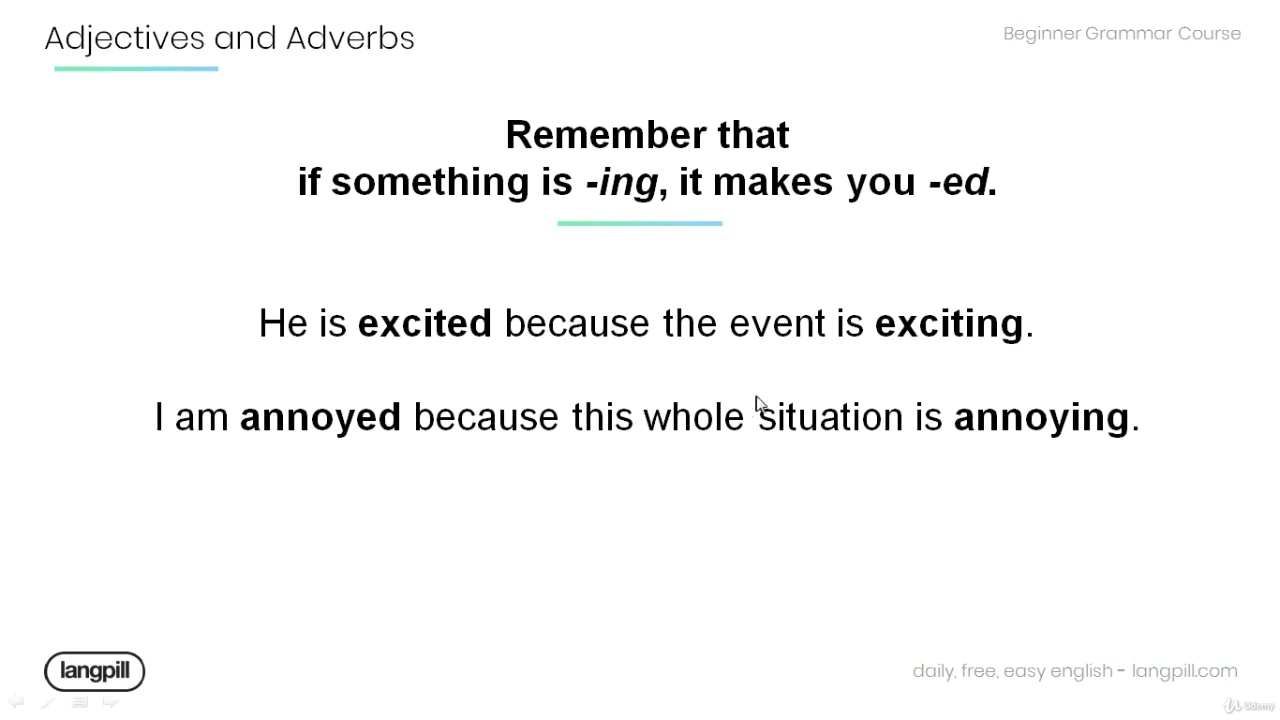 Adjectives and Adverbs
Beginner Grammar Course
Remember that
if something is -ing, it makes you -ed.
He is excited because the event is exciting.
I am annoyed because this whole situation is annoying.
langpill
daily, free, easy english - langpill.com
Udemy